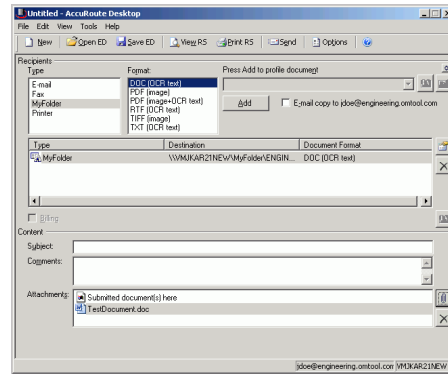 Untitled - AccuRoute Desktop
File Edit View Tools Help
New Open ED Save ED View RS Print RS Send Options
Recipients
Type Format: Press Add to profile document
E-mail
Fax
MyFolder
Printer
DOC (OCR text)
PDF (image)
PDF (image+OCR text)
RTF (OCR text)
TIFF (image)
TXT (OCR text)
Add E-mail copy to jdoe@engineering.omtool.com
Type Destination Document Format
MyFolder \\VMJKAR21NEW\MyFolder\ENGIN... DOC (OCR text)
Billing
Content
Subject:
Comments:
Attachments: Submitted document(s) here
TestDocument.doc
jdoe@engineering.omtool.com VMJKAR21NEW